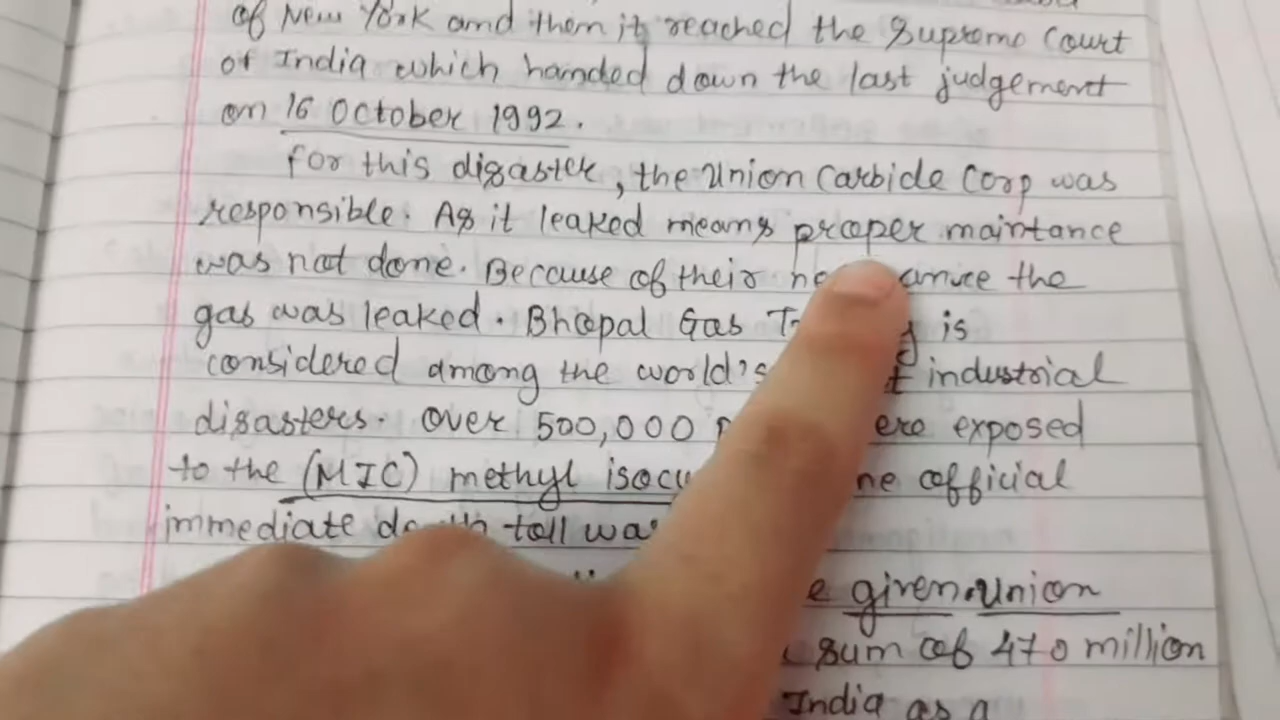 of New York and then it reached the Supreme Court
of India which handed down the last judgement
on 16 October 1992.
for this disaster, the Union Carbide Corp was
responsible. As it leaked means proper maintance
was not done. Because of their the
gas was leaked. Bhopal Gas is
considered among the world's industrial
disasters. Over 500,000 exposed
to the (MIC) methyl official
immediate toll was
given. Union
sum of 470 million
India as a